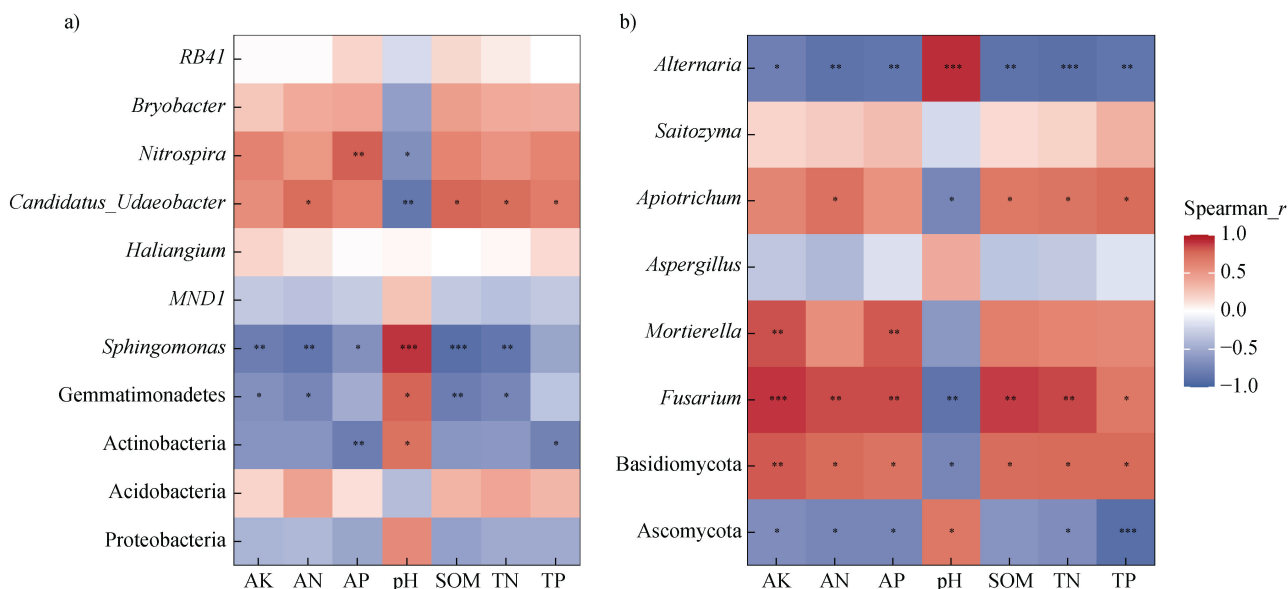 a)
RB41
Bryobacter
Nitrospira
** *
Candidatus_Udaeobacter
* ** * * *
Haliangium
MND1
Sphingomonas
** ** * *** *** **
Gemmatimonadetes
* * * ** *
Actinobacteria
** * *
Acidobacteria
Proteobacteria
AK AN AP pH SOM TN TP
b)
Alternaria
* ** ** *** ** *** **
Saitozyma
Apiotrichum
* * * * *
Aspergillus
Mortierella
** **
Fusarium
*** ** ** ** ** ** *
Basidiomycota
** * * * * * *
Ascomycota
* * * * * ***
AK AN AP pH SOM TN TP
Spearman_r
1.0
0.5
0.0
−0.5
−1.0